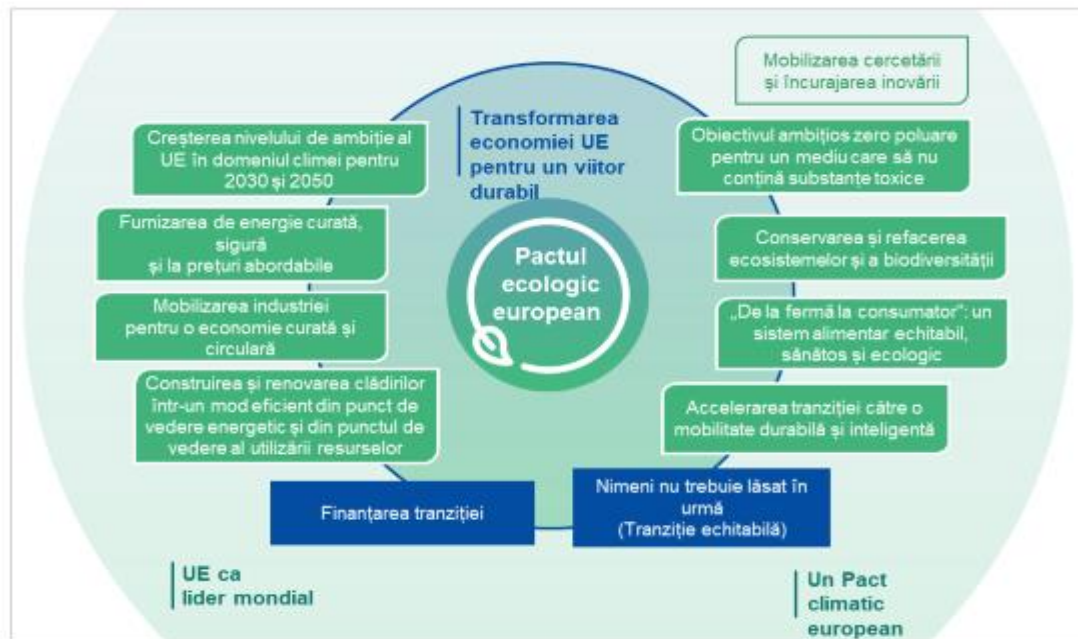 Mobilizarea cercetării
și încurajarea inovării
Transformarea
economiei UE
pentru un viitor
durabil
Creșterea nivelului de ambiție al
UE în domeniul climei pentru
2030 și 2050
Obiectivul ambițios zero poluare
pentru un mediu care să nu
conțină substanțe toxice
Furnizarea de energie curată,
sigură
și la prețuri abordabile
Conservarea și refacerea
ecosistemelor și a biodiversității
Pactul
ecologic
european
Mobilizarea industriei
pentru o economie curată și
circulară
„De la fermă la consumator”: un
sistem alimentar echitabil,
sănătos și ecologic
Construirea și renovarea clădirilor
într-un mod eficient din punct de
vedere energetic și din punctul de
vedere al utilizării resurselor
Accelerarea tranziției către o
mobilitate durabilă și inteligentă
Finanțarea tranziției
Nimeni nu trebuie lăsat în
urmă
(Tranziție echitabilă)
UE ca
lider mondial
Un Pact
climatic
european